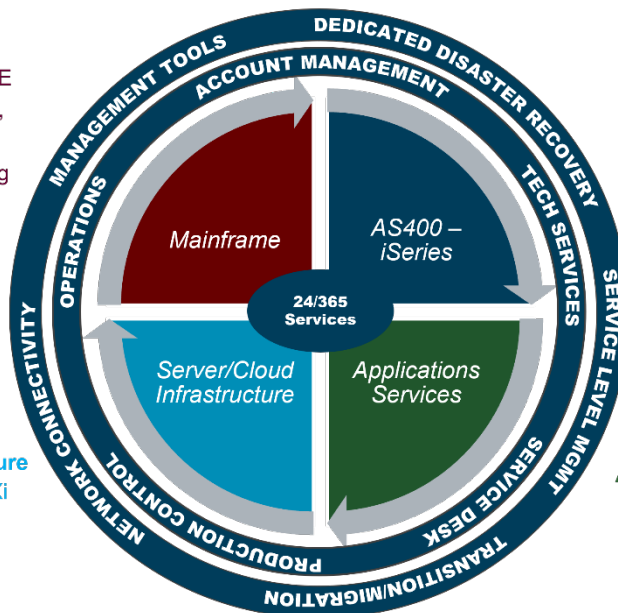 MANAGEMENT TOOLS
DEDICATED DISASTER RECOVERY
SERVICE LEVEL MGMT
TRANSITION/MIGRATION
NETWORK CONNECTIVITY
ACCOUNT MANAGEMENT
TECH SERVICES
SERVICE DESK
PRODUCTION CONTROL
OPERATIONS
Mainframe
AS400 –
iSeries
24/365
Services
Server/Cloud
Infrastructure
Applications
Services